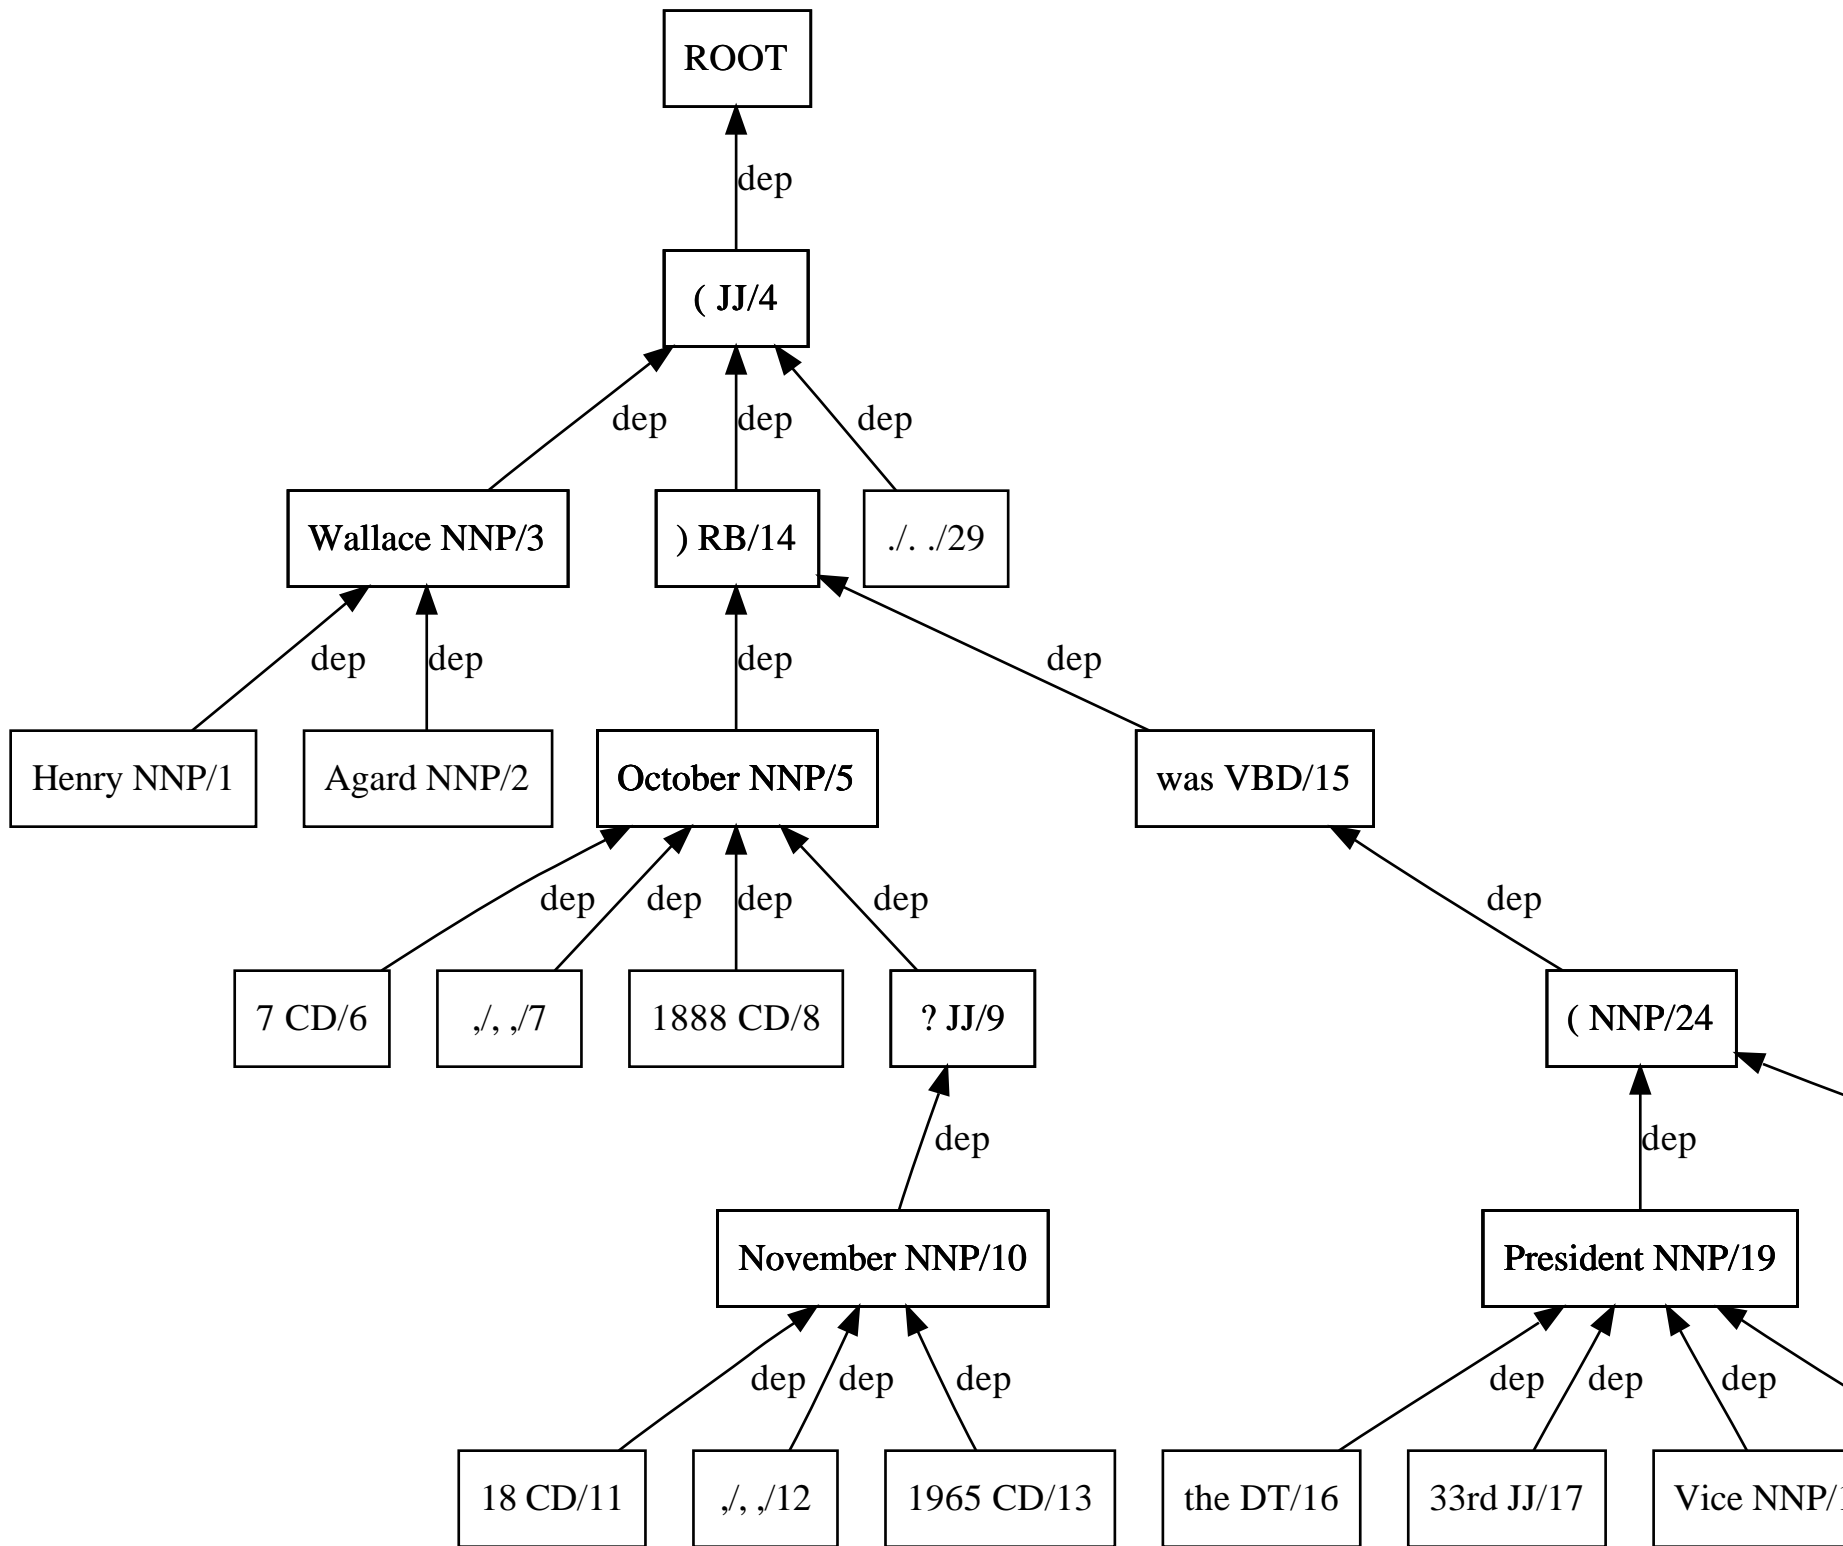 ROOT
dep
( JJ/4
dep dep dep
Wallace NNP/3 ) RB/14 ./. ./29
dep dep dep dep
Henry NNP/1 Agard NNP/2 October NNP/5 was VBD/15
dep dep dep dep dep
7 CD/6 ,/, ,/7 1888 CD/8 ? JJ/9 ( NNP/24
dep dep
November NNP/10 President NNP/19
dep dep dep dep dep dep
18 CD/11 ,/, ,/12 1965 CD/13 the DT/16 33rd JJ/17 Vice